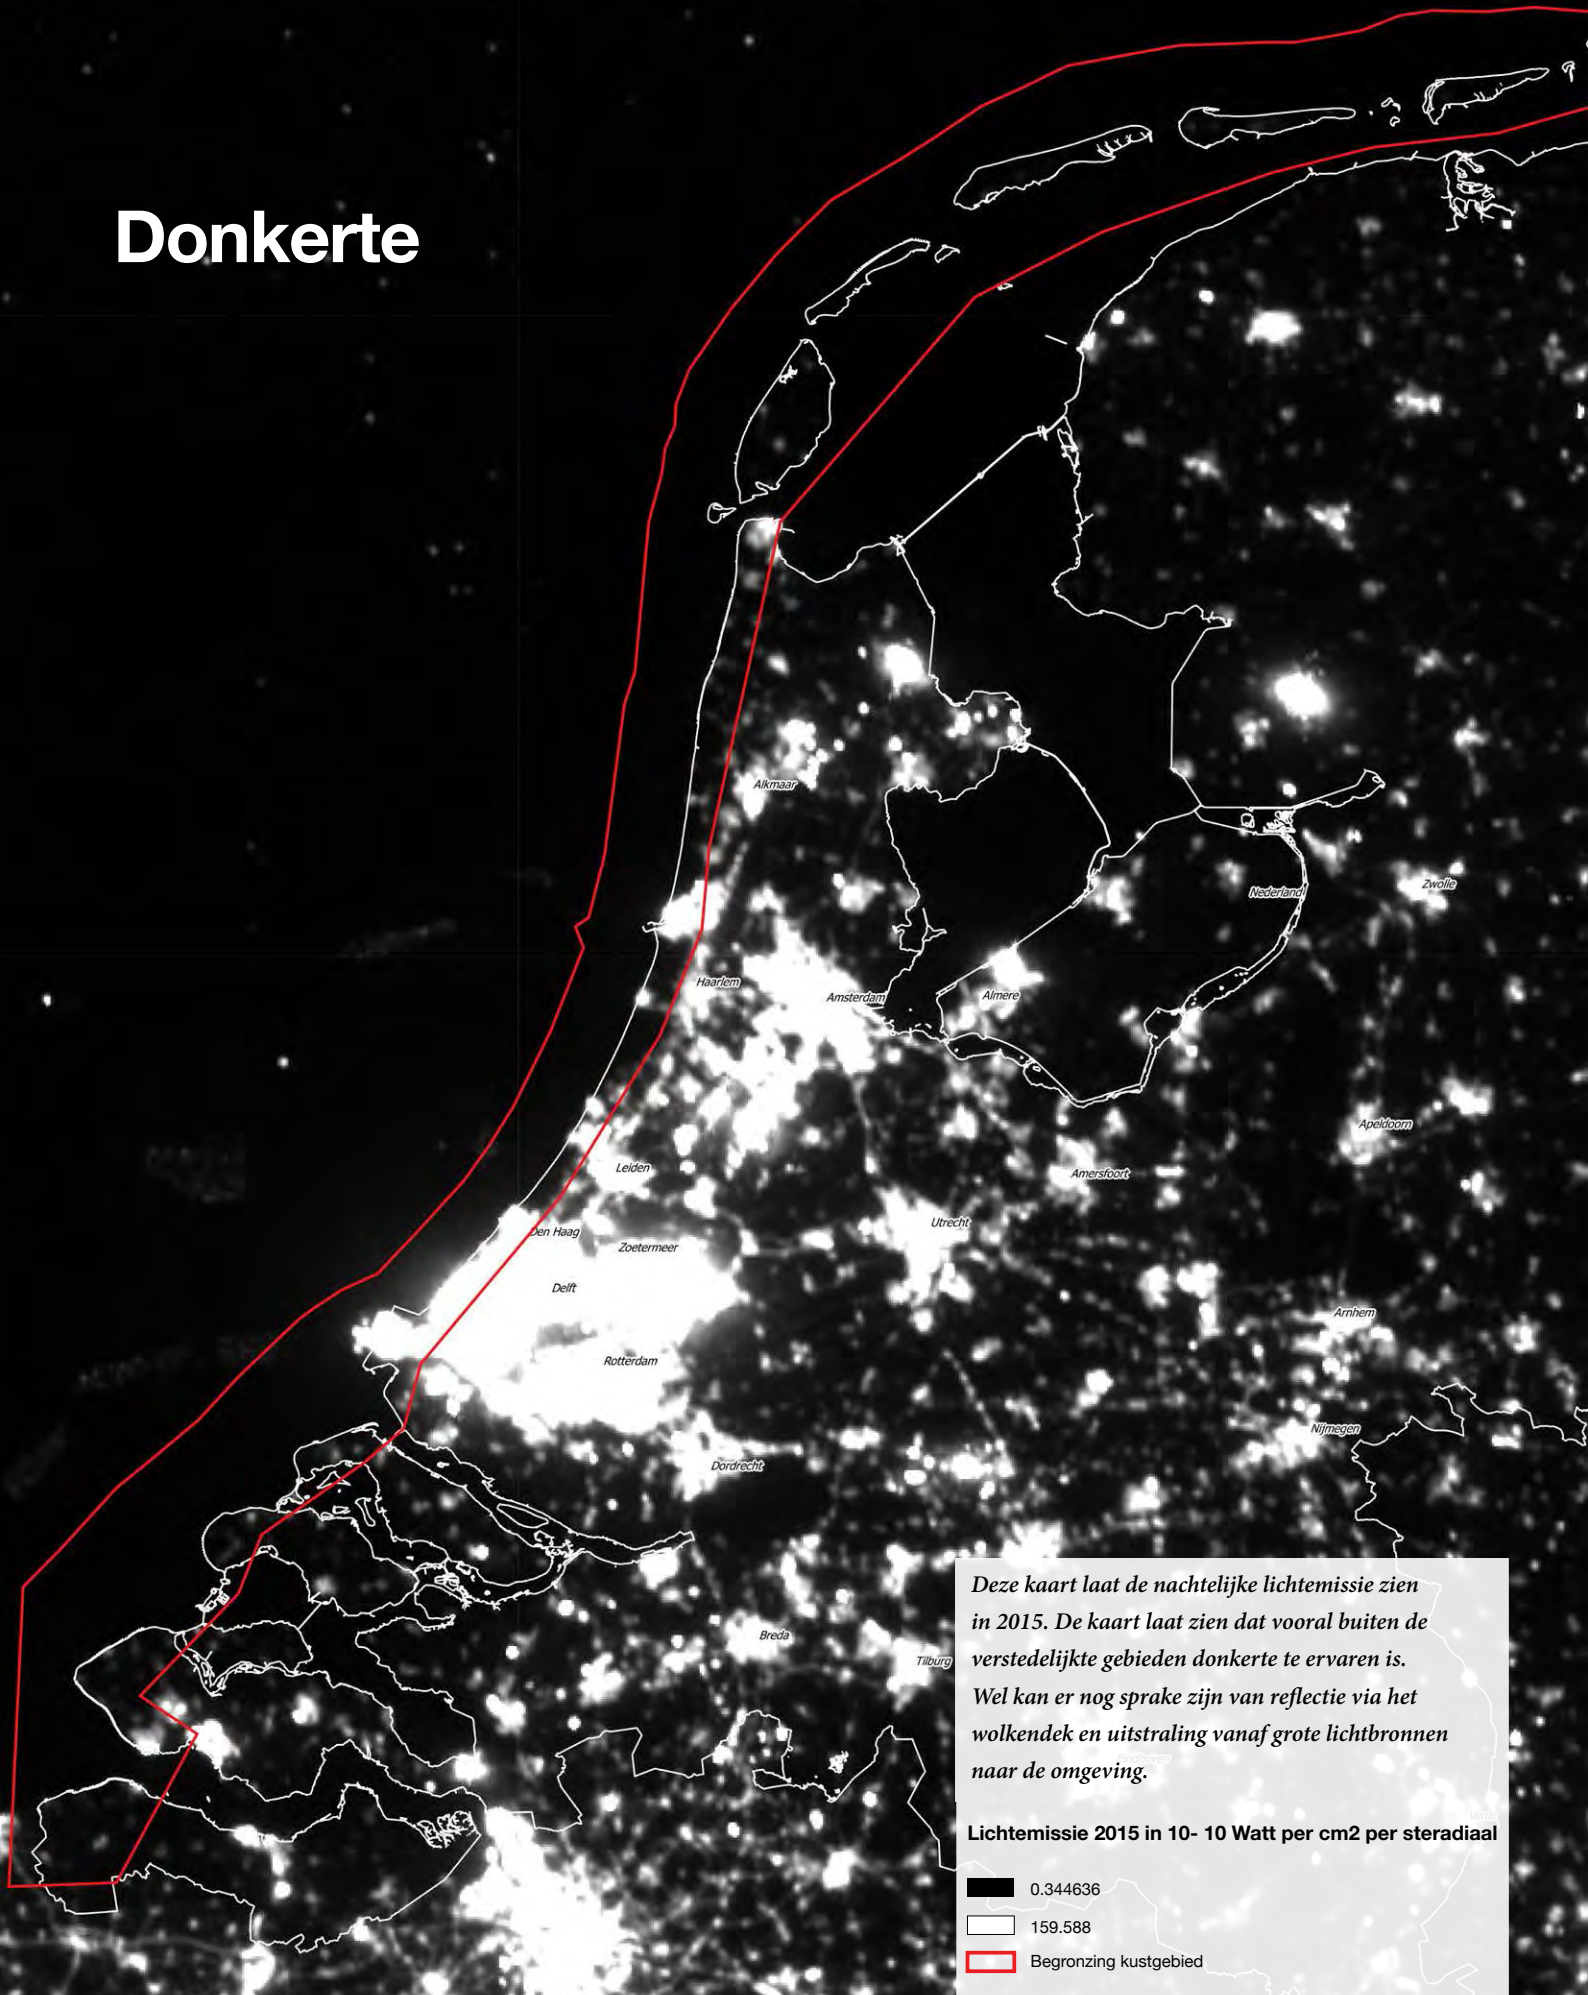 Donkerte
Alkmaar
Nederland
Zwolle
Haarlem
Amsterdam
Almere
Apeldoorn
Leiden
Amersfoort
Den Haag
Utrecht
Zoetermeer
Delft
Arnhem
Rotterdam
Nijmegen
Dordrecht
Breda
Tilburg
Deze kaart laat de nachtelijke lichtemissie zien
in 2015. De kaart laat zien dat vooral buiten de
verstedelijkte gebieden donkerte te ervaren is.
Wel kan er nog sprake zijn van reflectie via het
wolkendek en uitstraling vanaf grote lichtbronnen
Eindhoven
naar de omgeving.
Venlo
Lichtemissie 2015 in 10- 10 Watt per cm2 per steradiaal
0.344636
159.588
Begronzing kustgebied